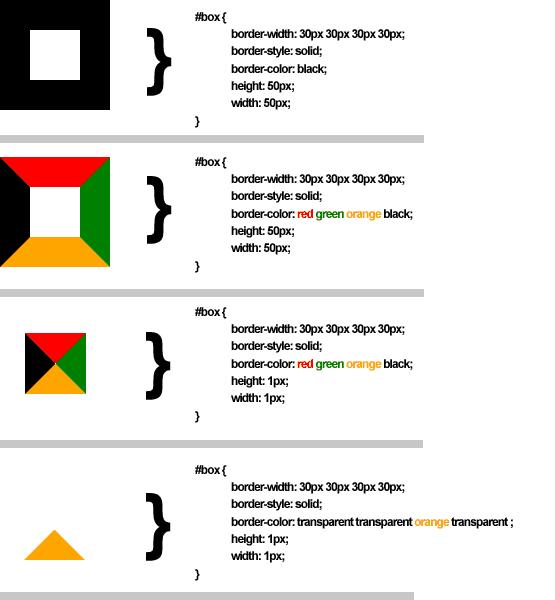 #box {
border-width: 30px 30px 30px 30px;
border-style: solid;
border-color: black;
height: 50px;
width: 50px;
}
}
#box {
border-width: 30px 30px 30px 30px;
border-style: solid;
border-color: red green orange black;
height: 50px;
width: 50px;
}
}
#box {
border-width: 30px 30px 30px 30px;
border-style: solid;
border-color: red green orange black;
height: 1px;
width: 1px;
}
}
#box {
border-width: 30px 30px 30px 30px;
border-style: solid;
border-color: transparent transparent orange transparent ;
height: 1px;
width: 1px;
}
}